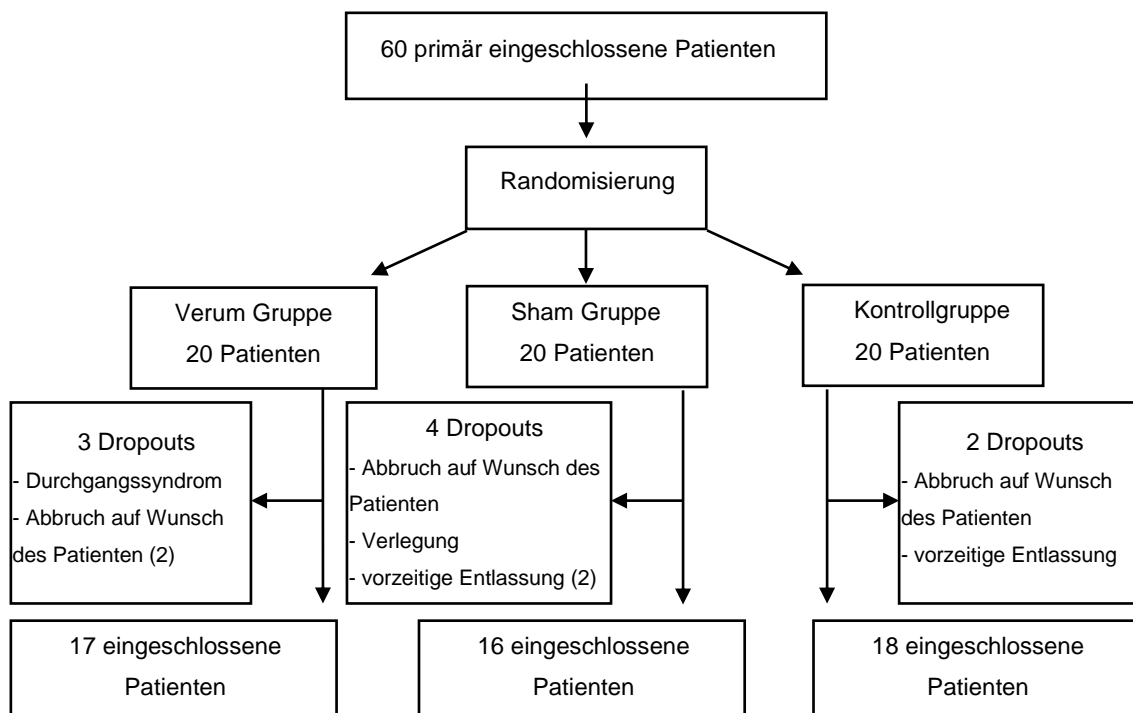 60 primär eingeschlossene Patienten
Randomisierung
Verum Gruppe
20 Patienten
Sham Gruppe
20 Patienten
Kontrollgruppe
20 Patienten
3 Dropouts
- Durchgangssyndrom
- Abbruch auf Wunsch
des Patienten (2)
4 Dropouts
- Abbruch auf Wunsch des
Patienten
- Verlegung
- vorzeitige Entlassung (2)
2 Dropouts
- Abbruch auf Wunsch
des Patienten
- vorzeitige Entlassung
17 eingeschlossene
Patienten
16 eingeschlossene
Patienten
18 eingeschlossene
Patienten